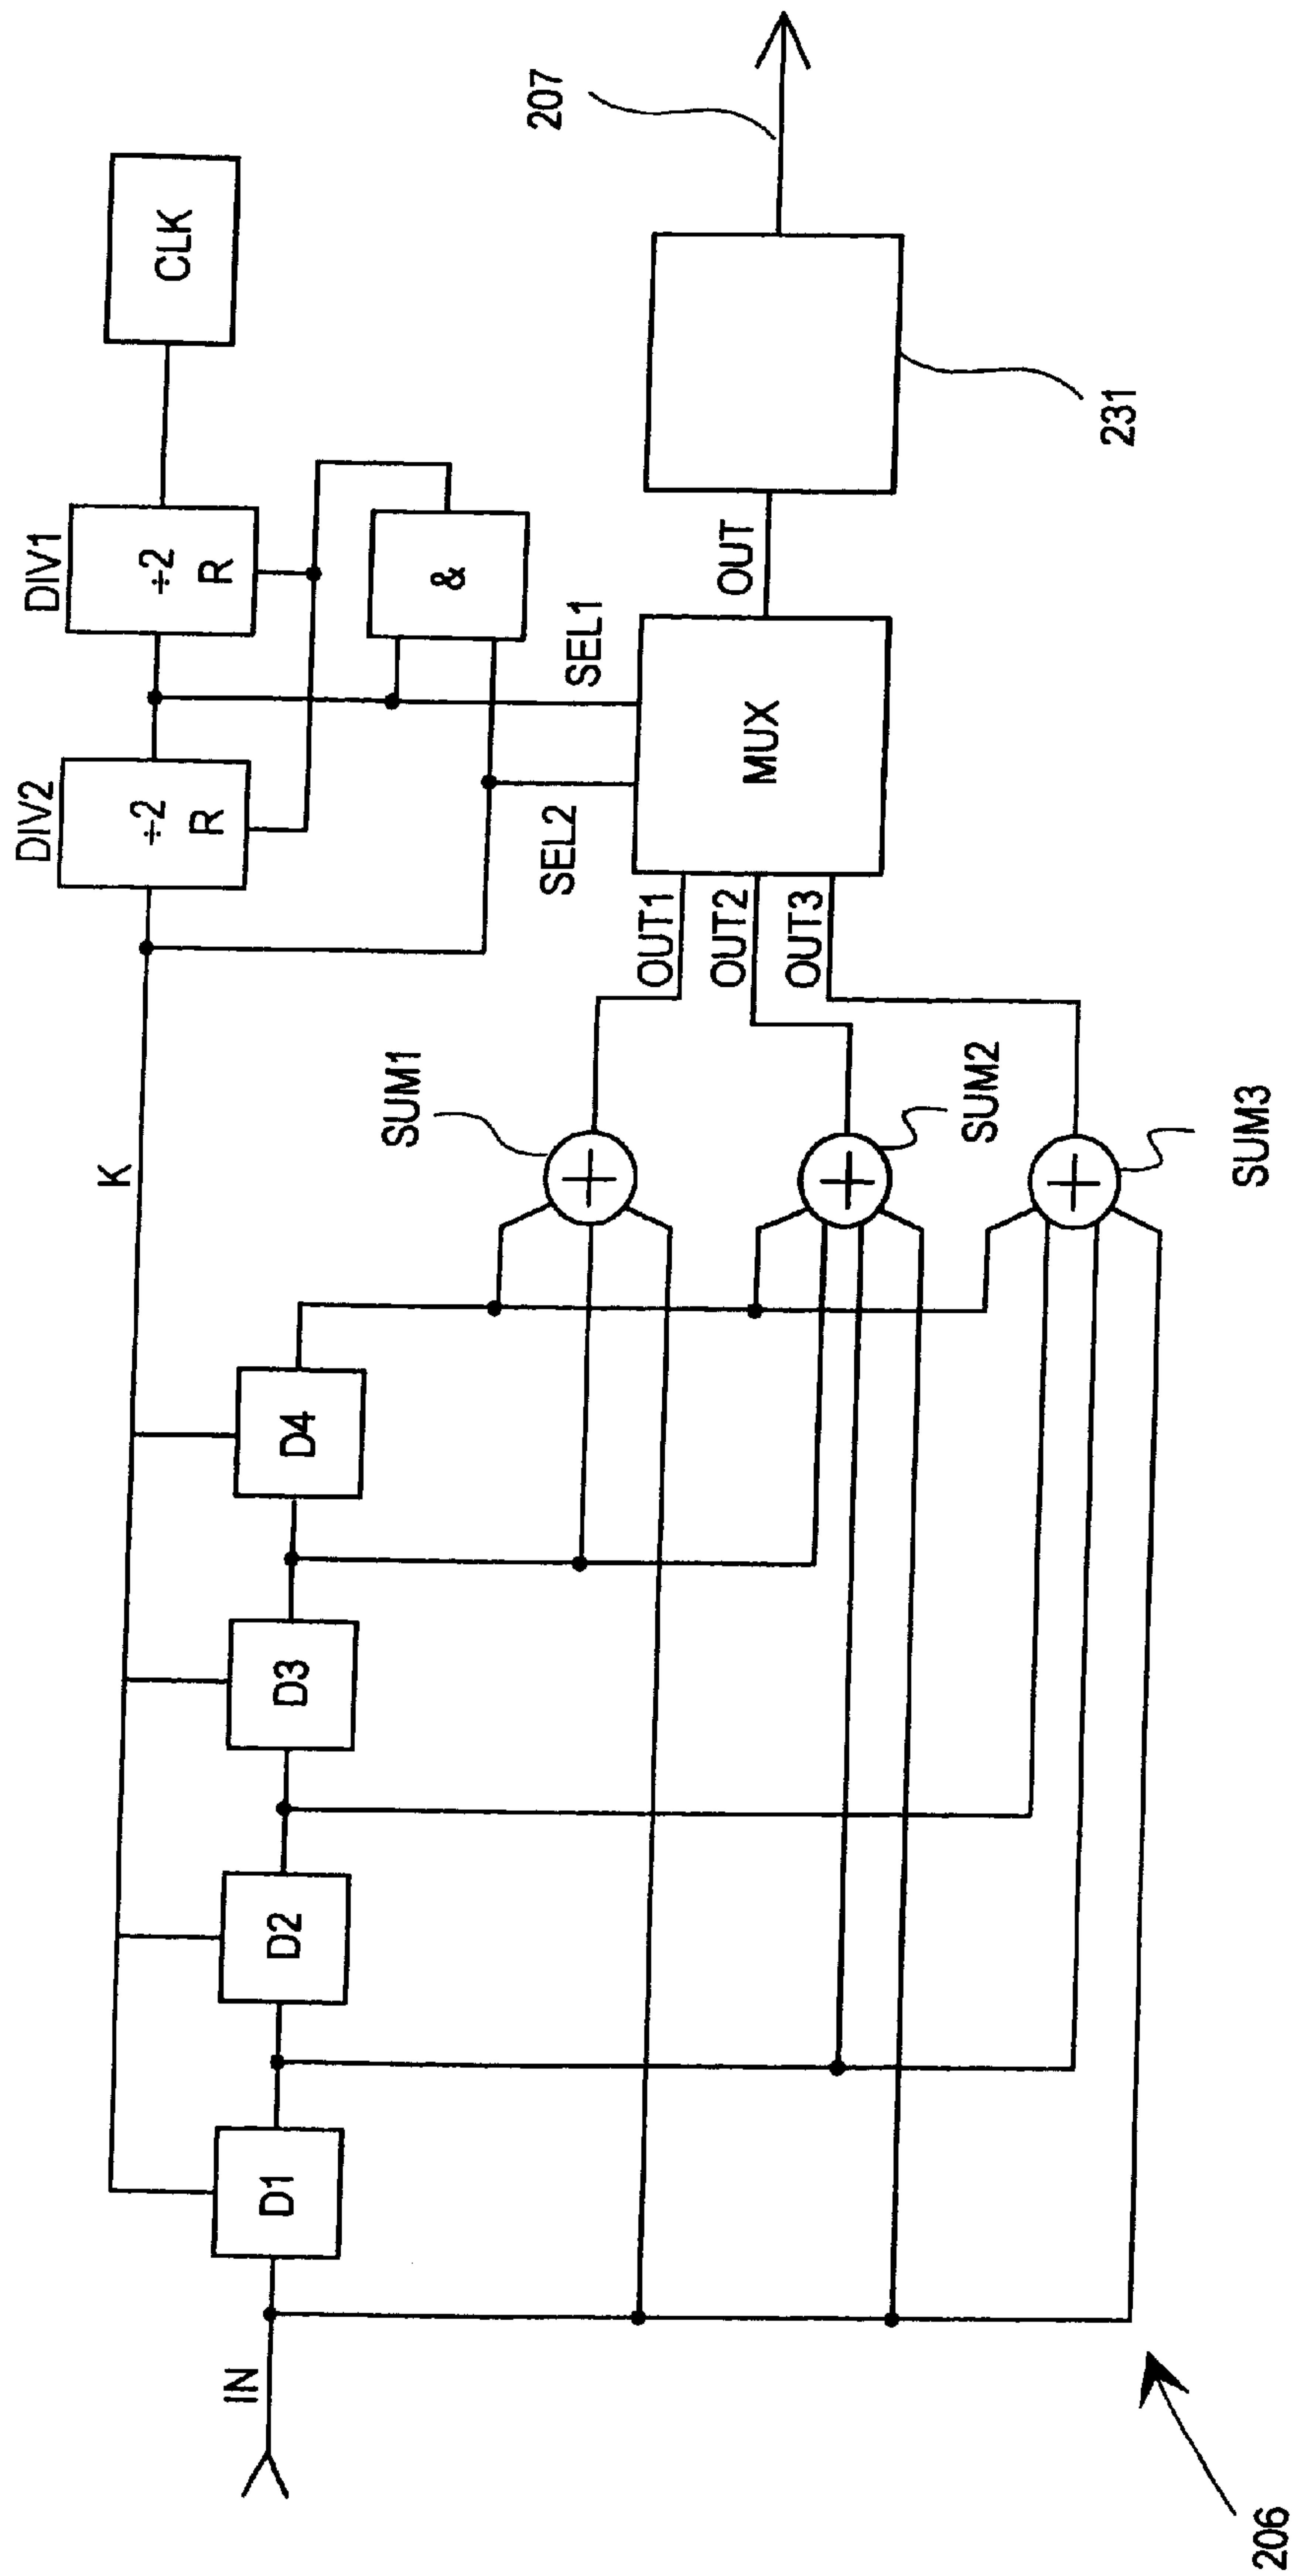 DIV2
÷2
R
DIV1
÷2
R
CLK
K
&
207
IN
D1
D2
D3
D4
SEL2
SEL1
SUM1
OUT1
OUT2
OUT3
MUX
OUT
SUM2
231
SUM3
206